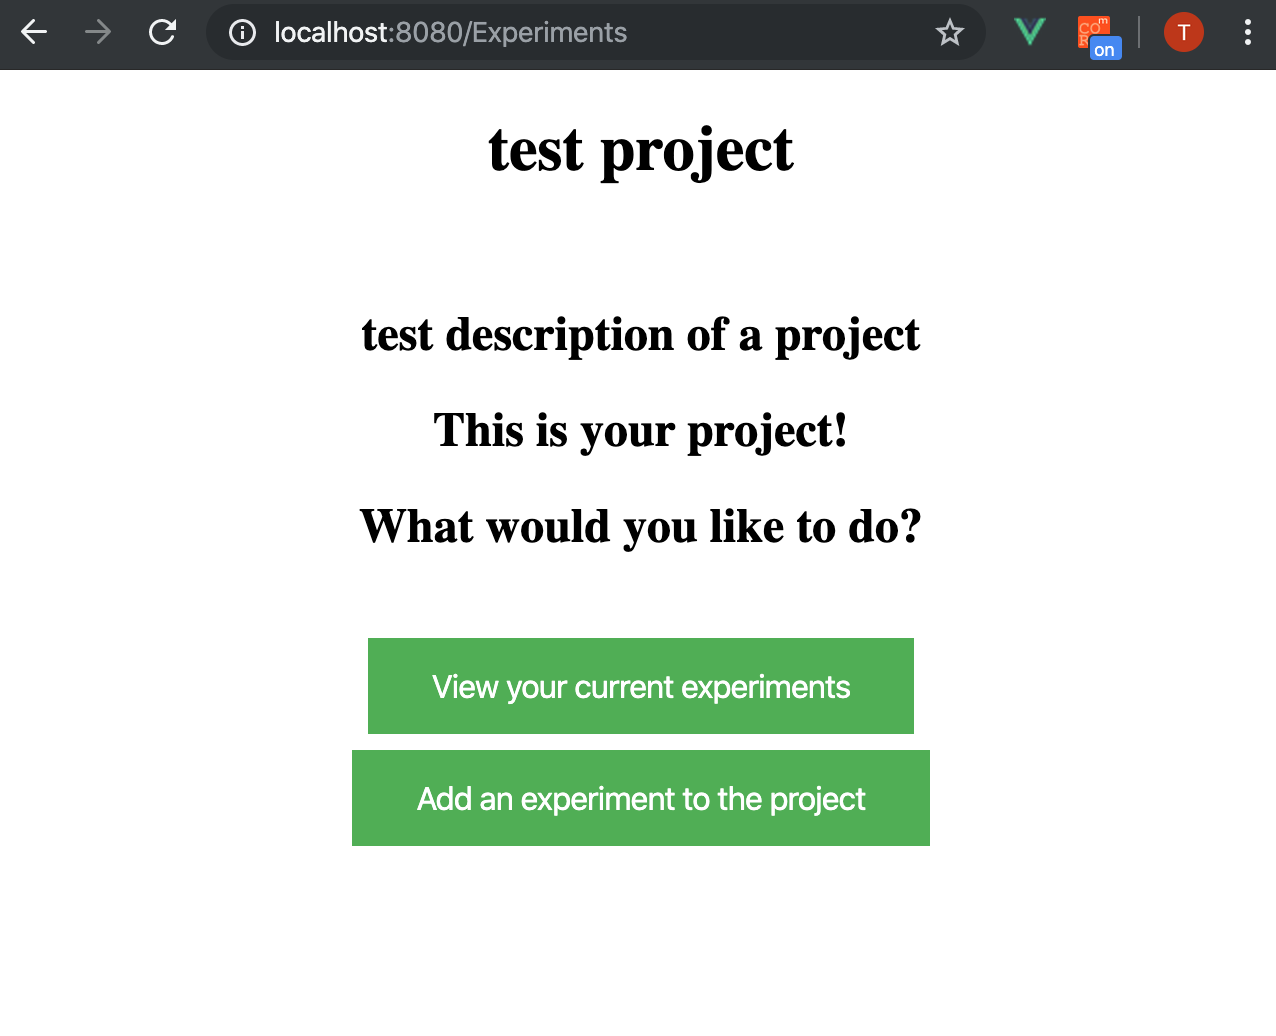 localhost:8080/Experiments
m
CO
R
on
T
test project
test description of a project
This is your project!
What would you like to do?
View your current experiments
Add an experiment to the project